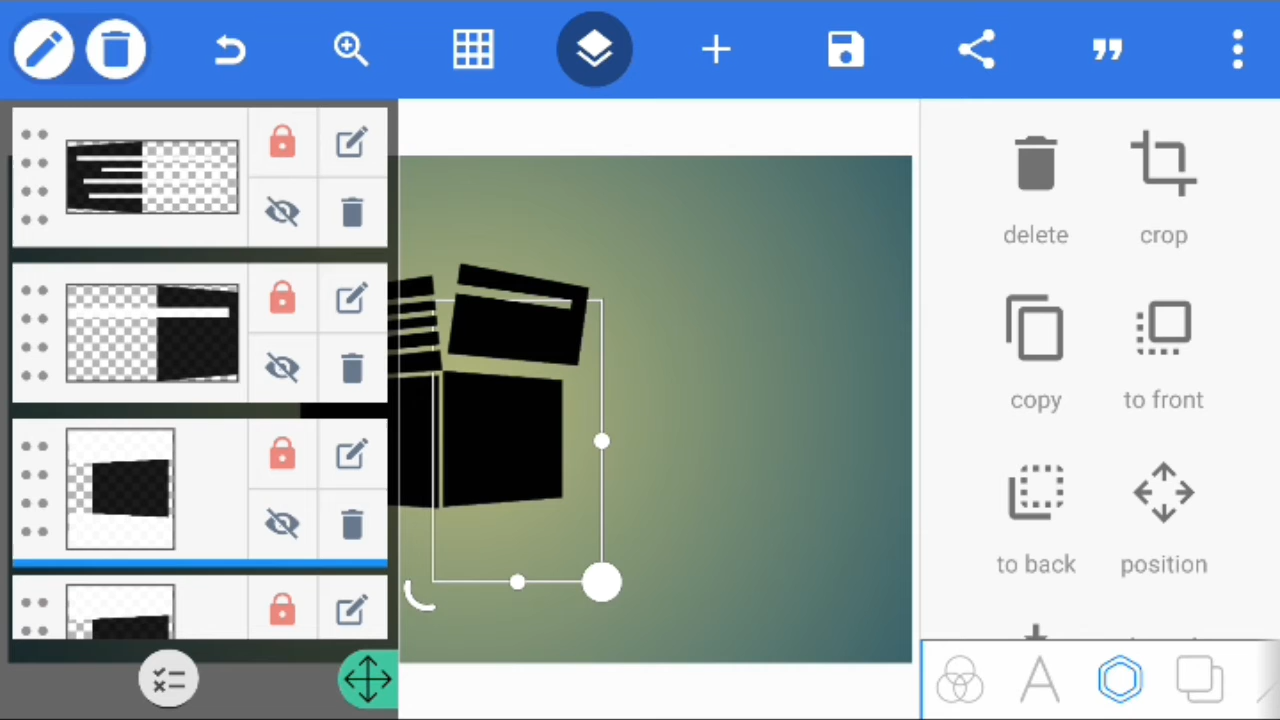 delete
crop
copy
to front
to back
position